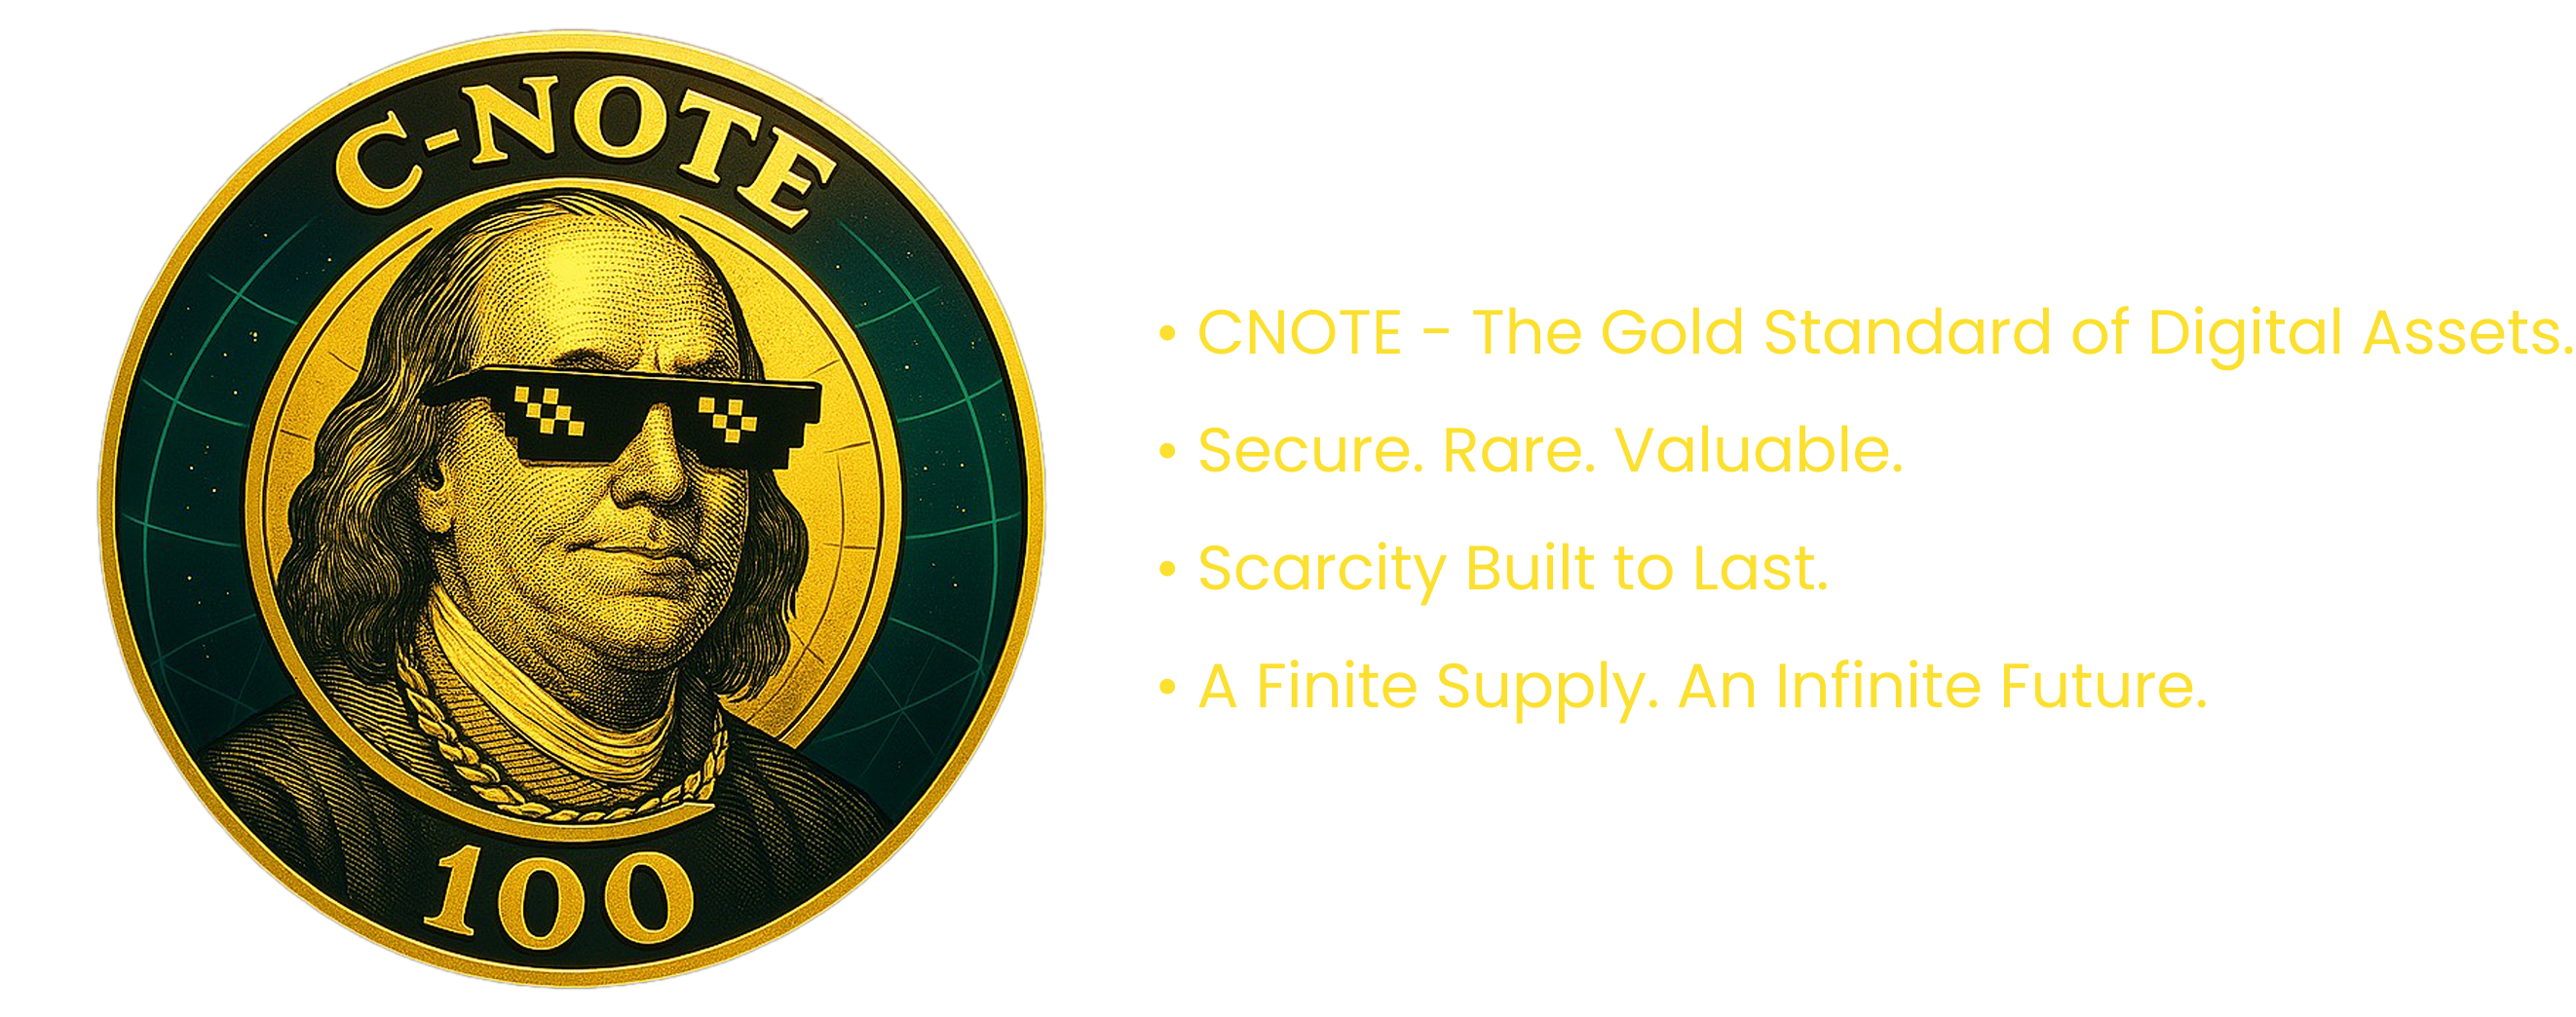 C-NOTE
100
• CNOTE - The Gold Standard of Digital Assets.
• Secure. Rare. Valuable.
• Scarcity Built to Last.
• A Finite Supply. An Infinite Future.